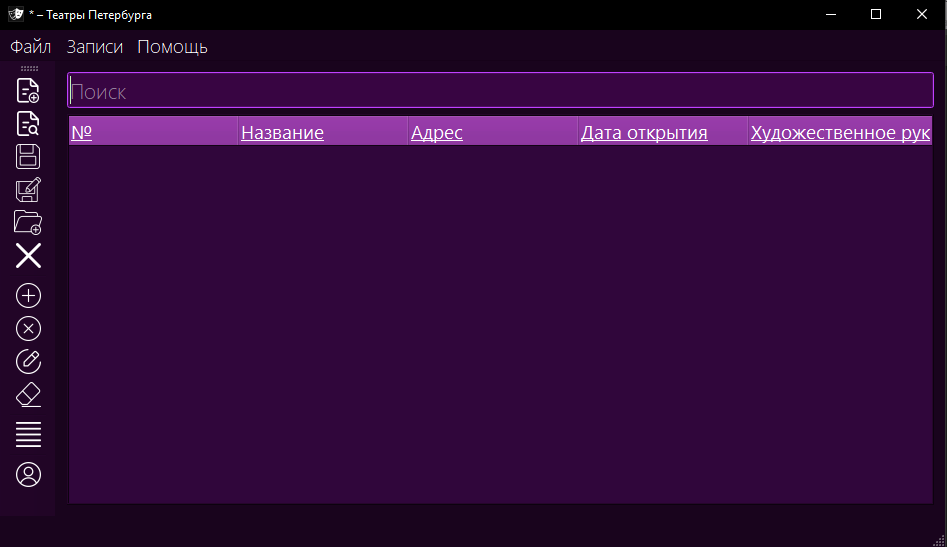 * – Театры Петербурга
Файл Записи Помощь
Поиск
№ Название Адрес Дата открытия Художественное рук